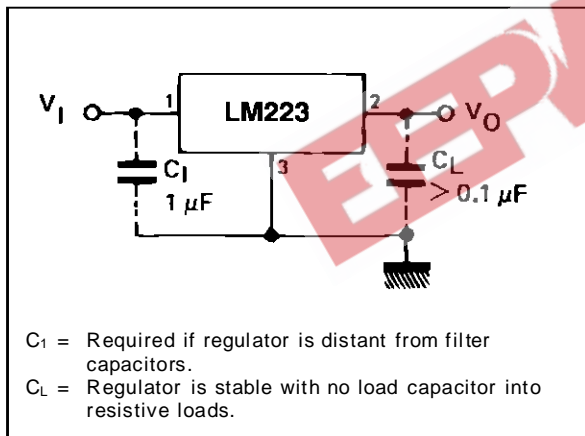 EEPW
1 LM223 2
V_I V_O
3
C_I C_L
1 µF > 0.1 µF
C₁ = Required if regulator is distant from filter
capacitors.
C_L = Regulator is stable with no load capacitor into
resistive loads.